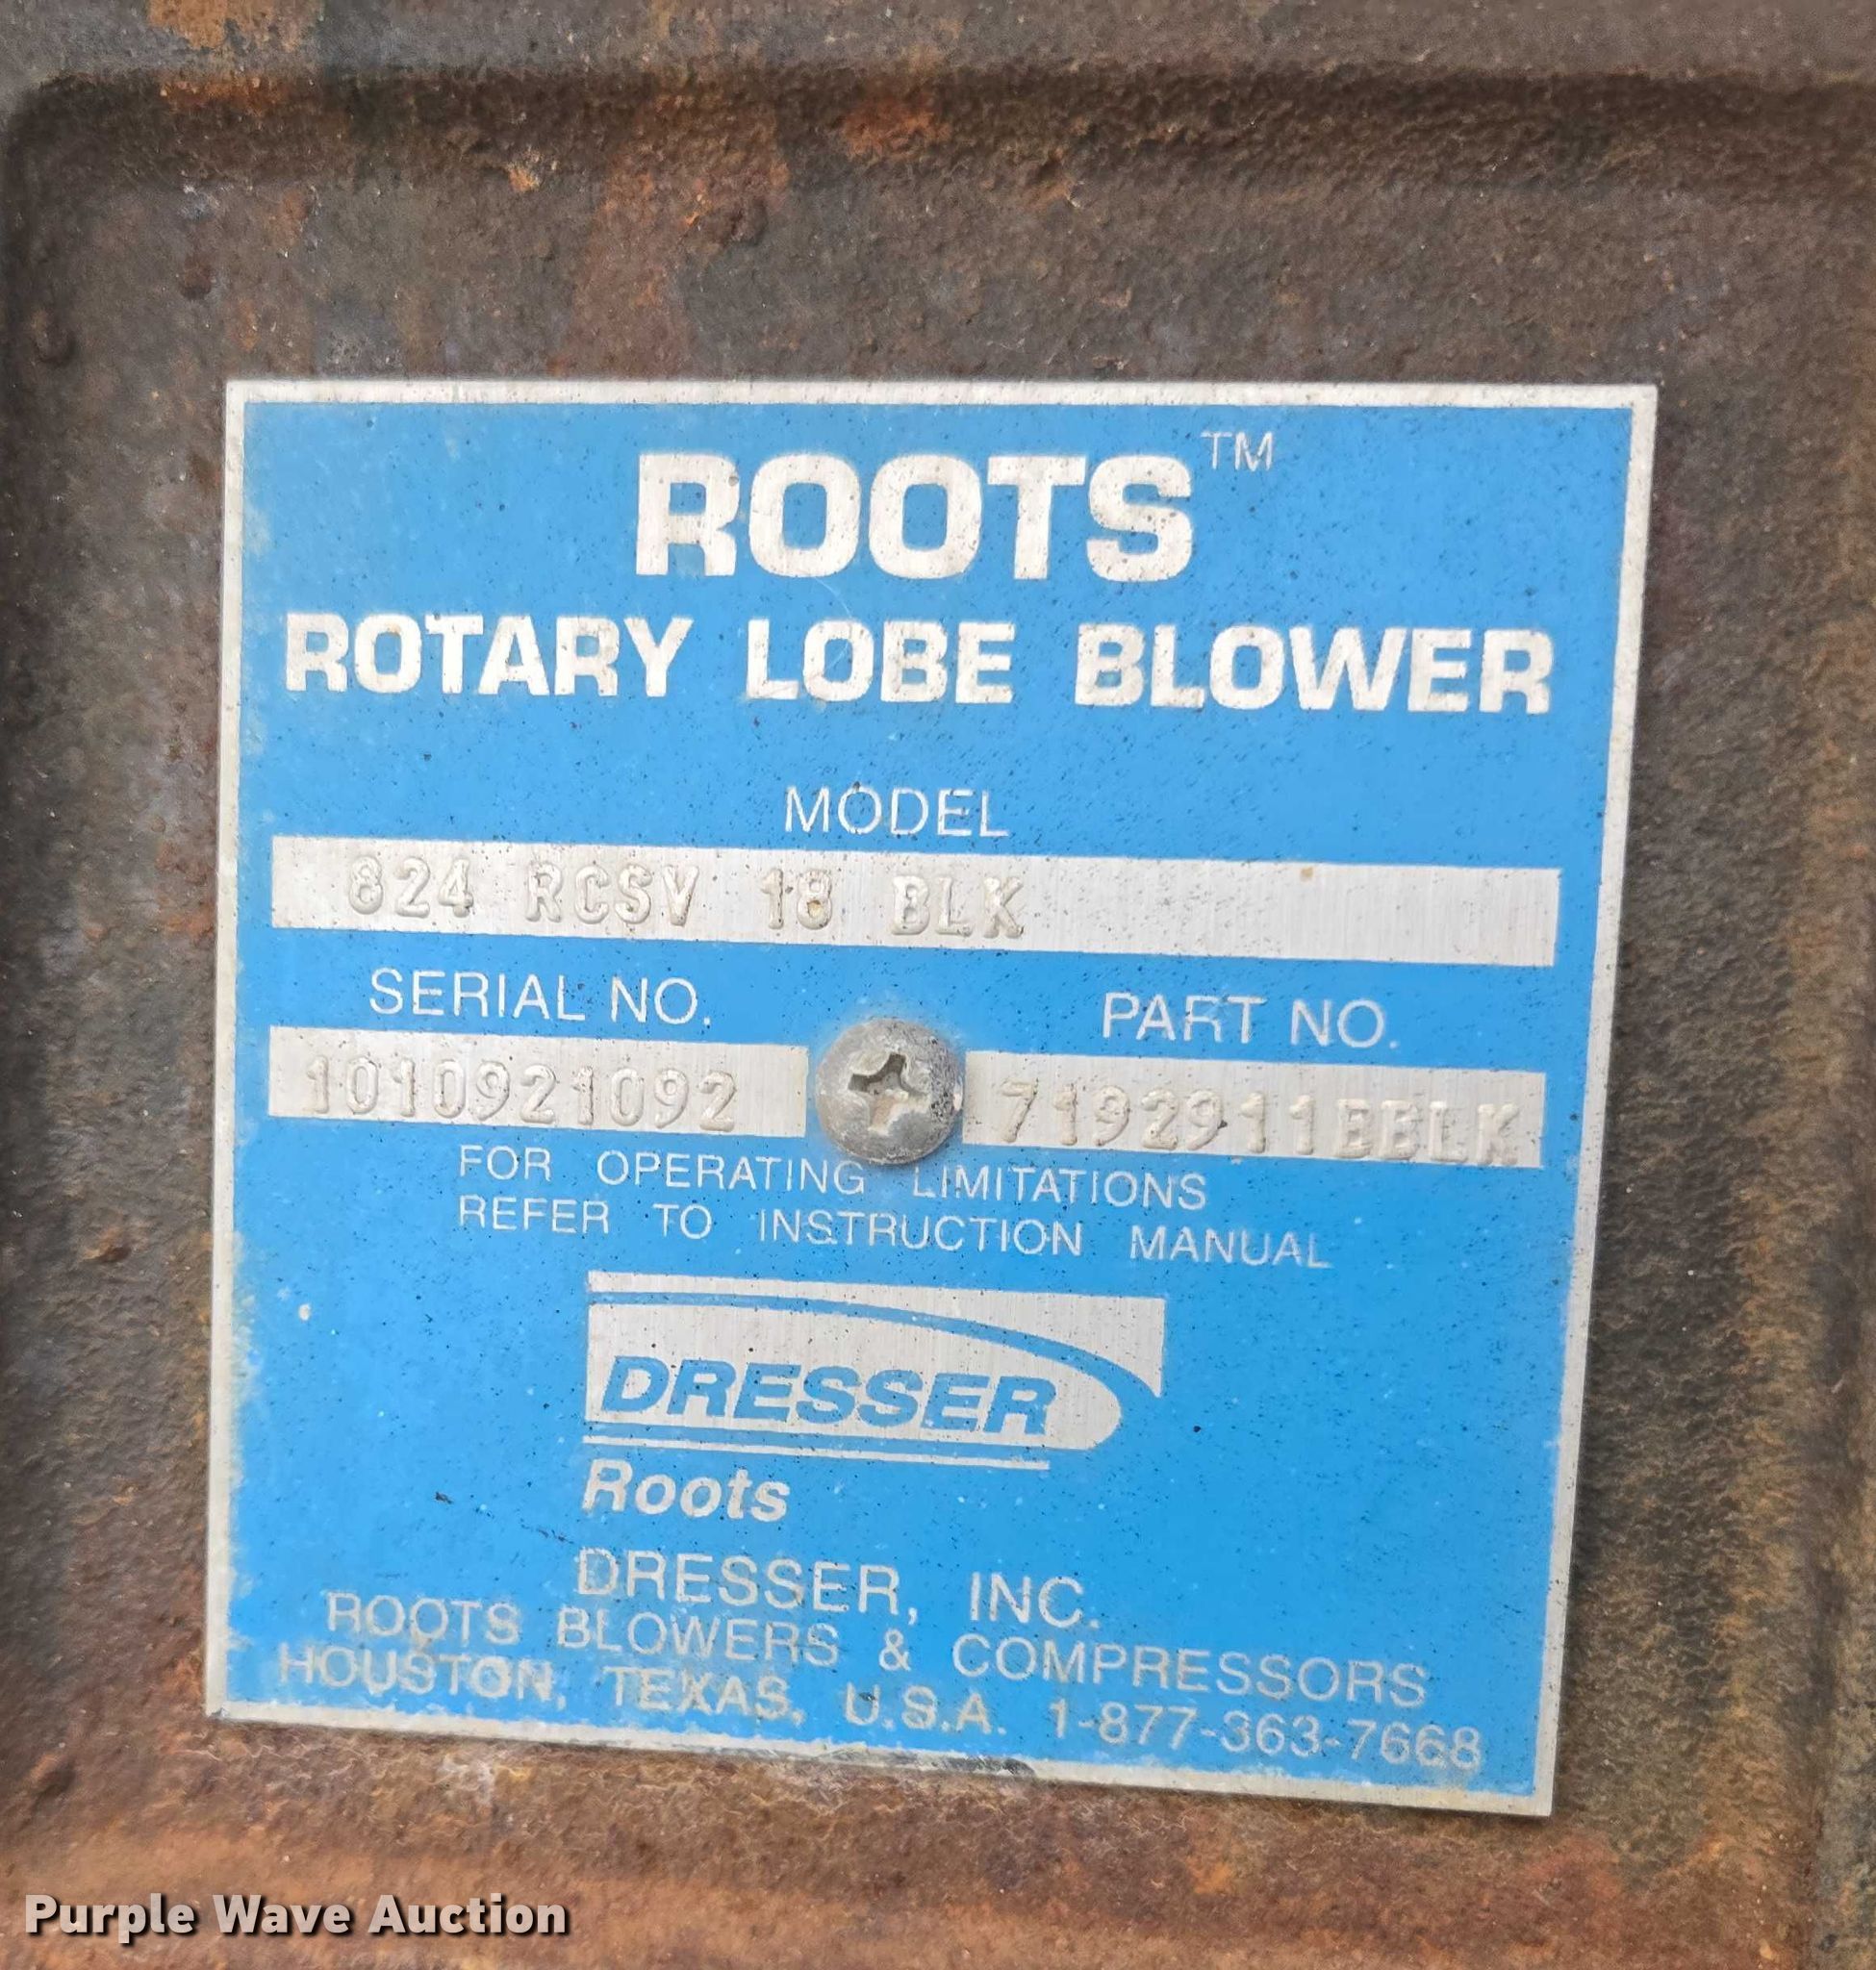 ROOTS™
ROTARY LOBE BLOWER
MODEL
824 RCSV 18 BLK
SERIAL NO. PART NO.
1010921092 7192911BBLK
FOR OPERATING LIMITATIONS
REFER TO INSTRUCTION MANUAL
DRESSER
Roots
DRESSER, INC.
ROOTS BLOWERS & COMPRESSORS
HOUSTON, TEXAS, U.S.A. 1-877-363-7668
Purple Wave Auction